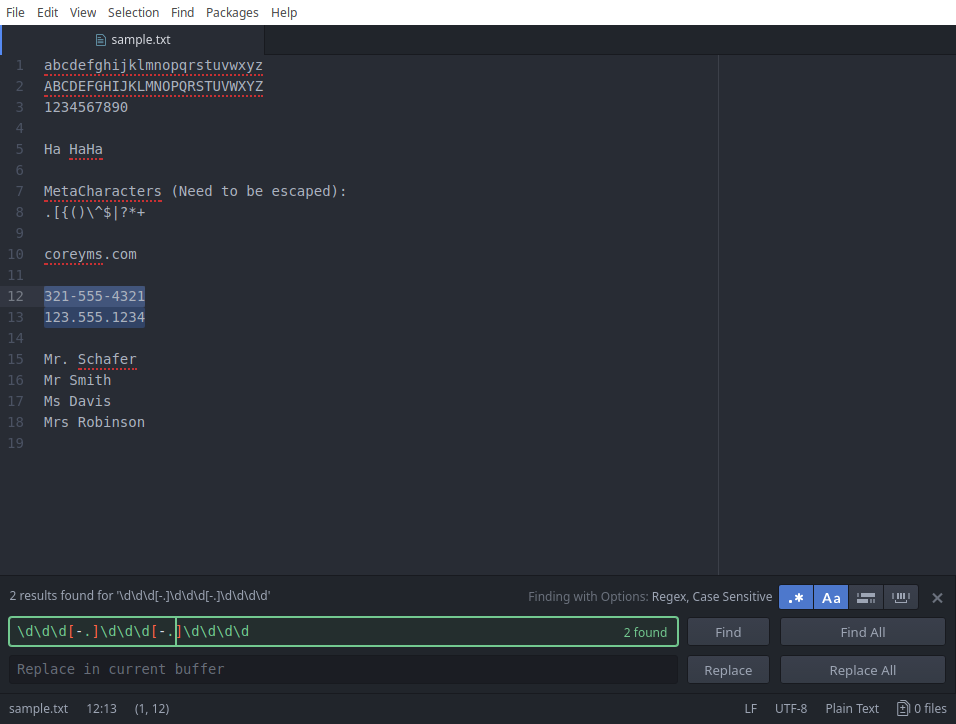 File Edit View Selection Find Packages Help
sample.txt
1 abcdefghijklmnopqrstuvwxyz
2 ABCDEFGHIJKLMNOPQRSTUVWXYZ
3 1234567890
4
5 Ha HaHa
6
7 MetaCharacters (Need to be escaped):
8 .[{()\^$|?*+
9
10 coreyms.com
11
12 321-555-4321
13 123.555.1234
14
15 Mr. Schafer
16 Mr Smith
17 Ms Davis
18 Mrs Robinson
19
2 results found for '\d\d\d[-.]\d\d\d[-.]\d\d\d\d' Finding with Options: Regex, Case Sensitive .* Aa
\d\d\d[-.]\d\d\d[-.]\d\d\d\d 2 found Find Find All
Replace in current buffer Replace Replace All
sample.txt 12:13 (1, 12) LF UTF-8 Plain Text 0 files